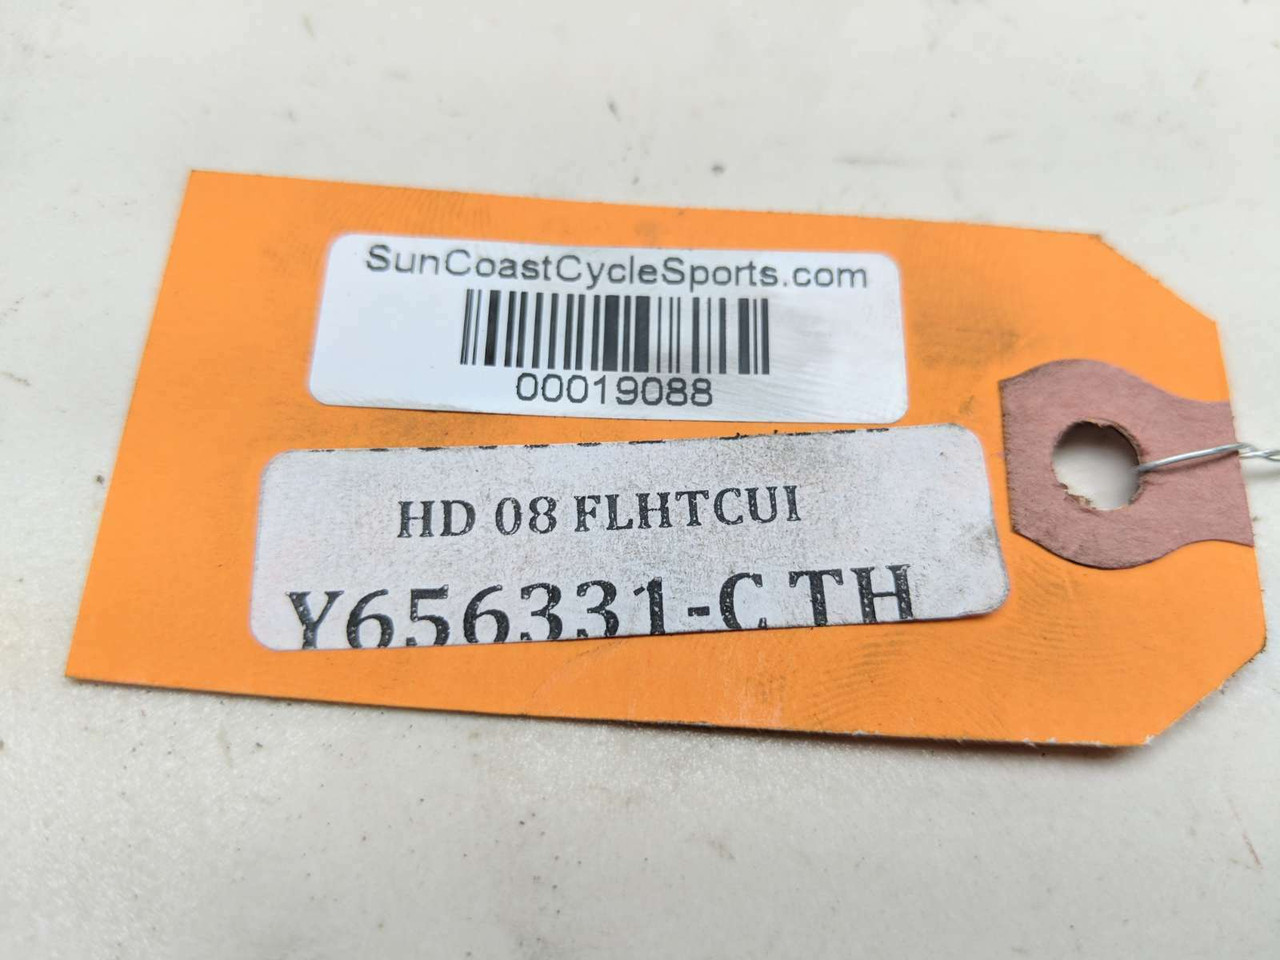 SunCoastCycleSports.com
00019088
HD 08 FLHTCUI
Y656331-C TH